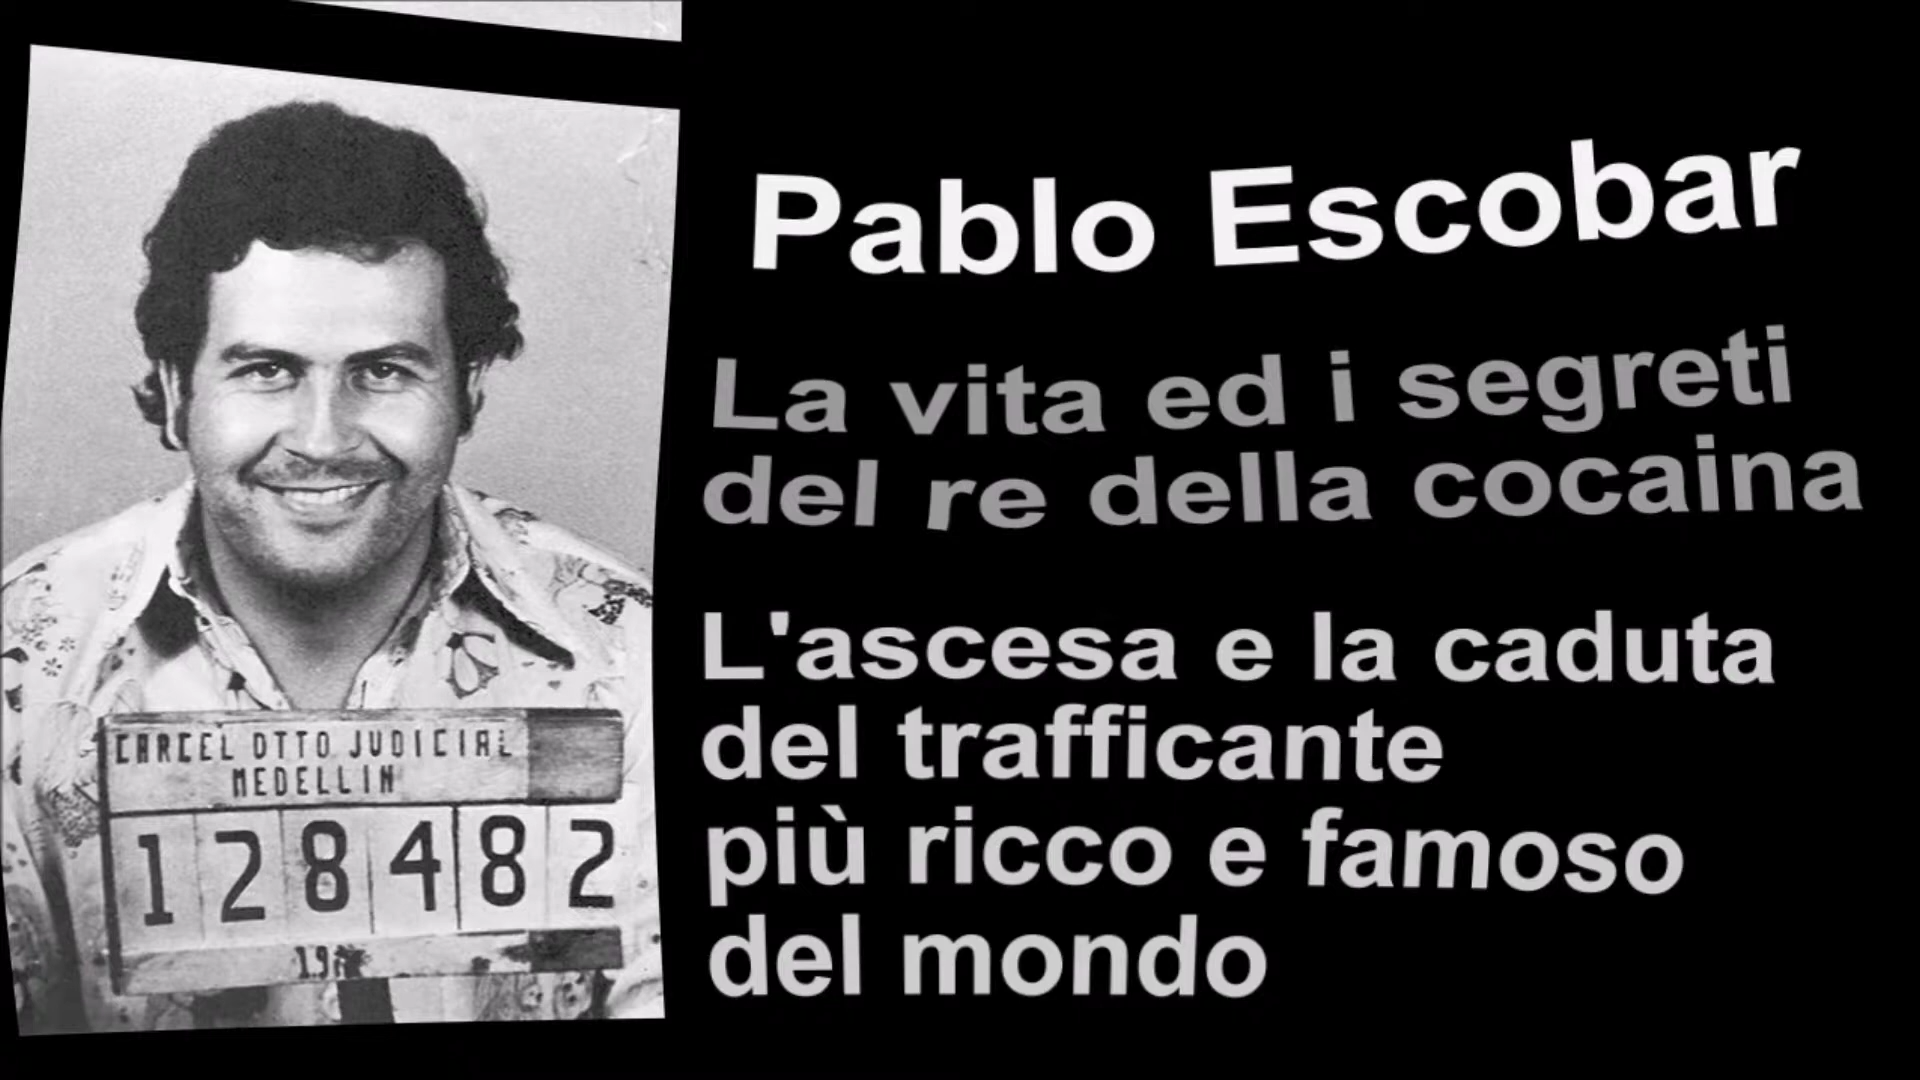 Pablo Escobar
La vita ed i segreti
del re della cocaina
L'ascesa e la caduta
del trafficante
più ricco e famoso
del mondo
CARCEL DTTO JUDICIAL
MEDELLIN
128482